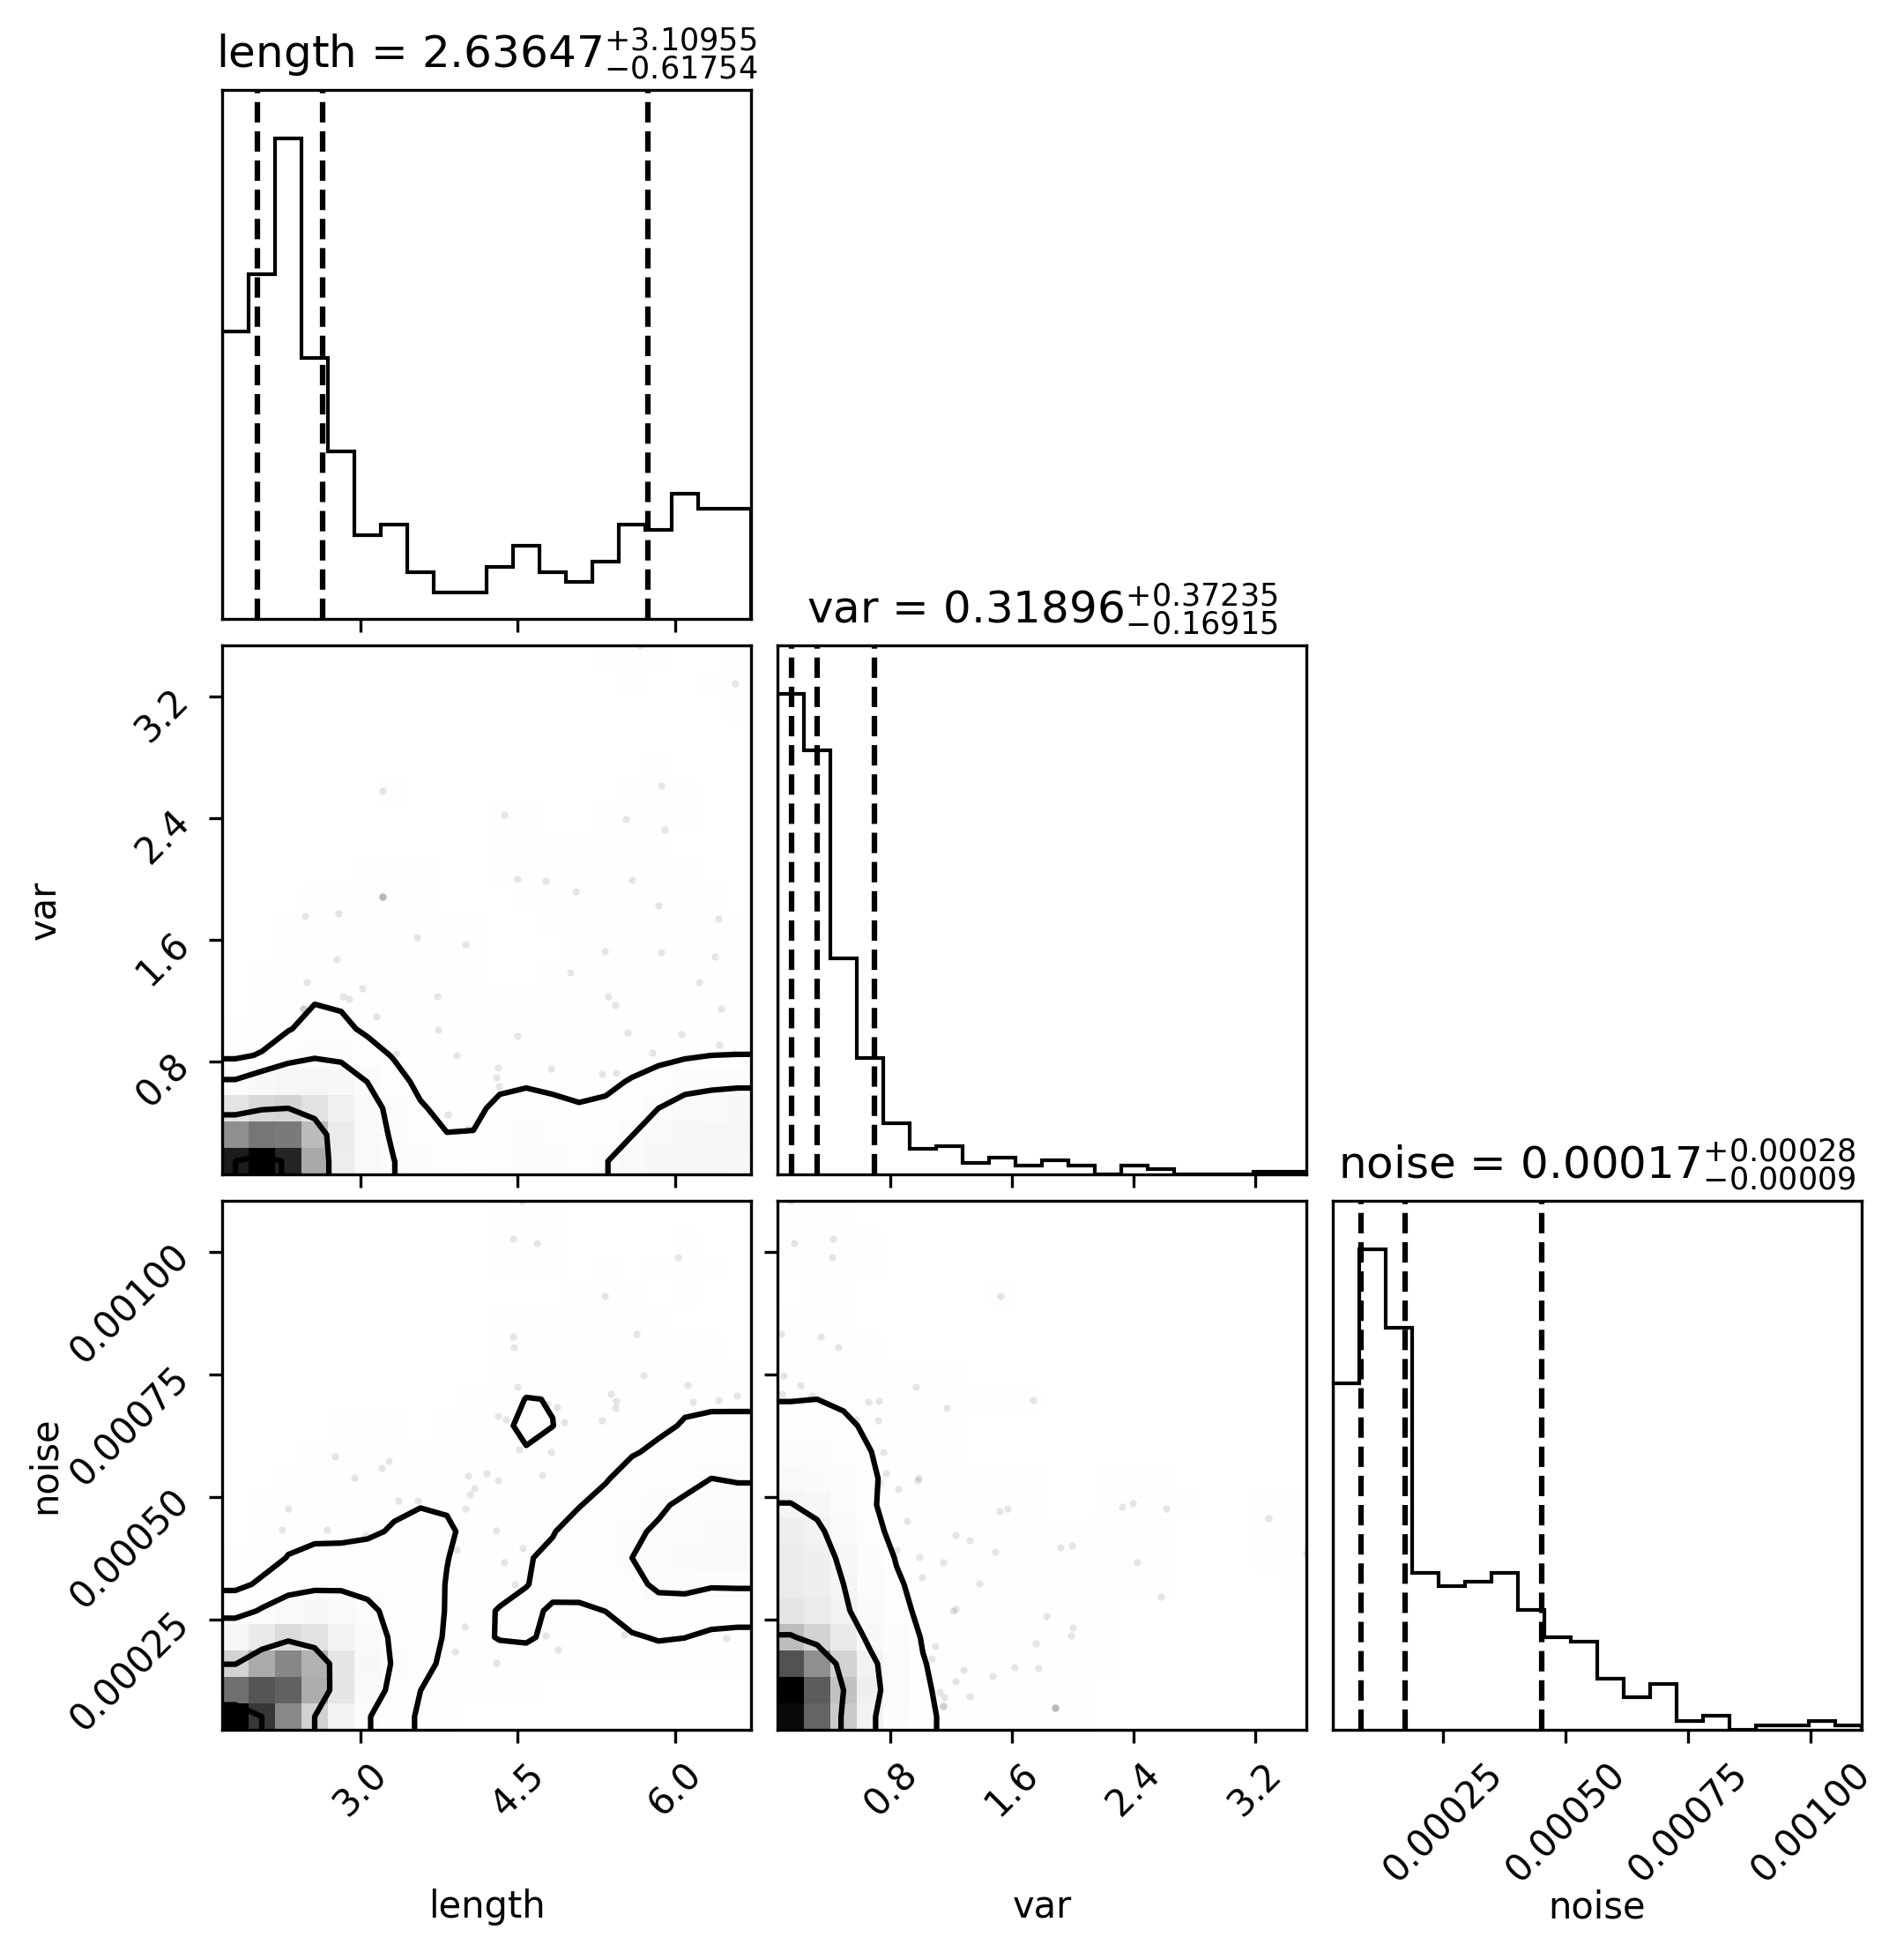 length = 2.63647+3.10955−0.61754
var = 0.31896+0.37235−0.16915
3.2
2.4
1.6
0.8
var
noise = 0.00017+0.00028−0.00009
0.00100
0.00075
0.00050
0.00025
noise
3.0 4.5 6.0 0.8 1.6 2.4 3.2 0.00025 0.00050 0.00075 0.00100
length var noise